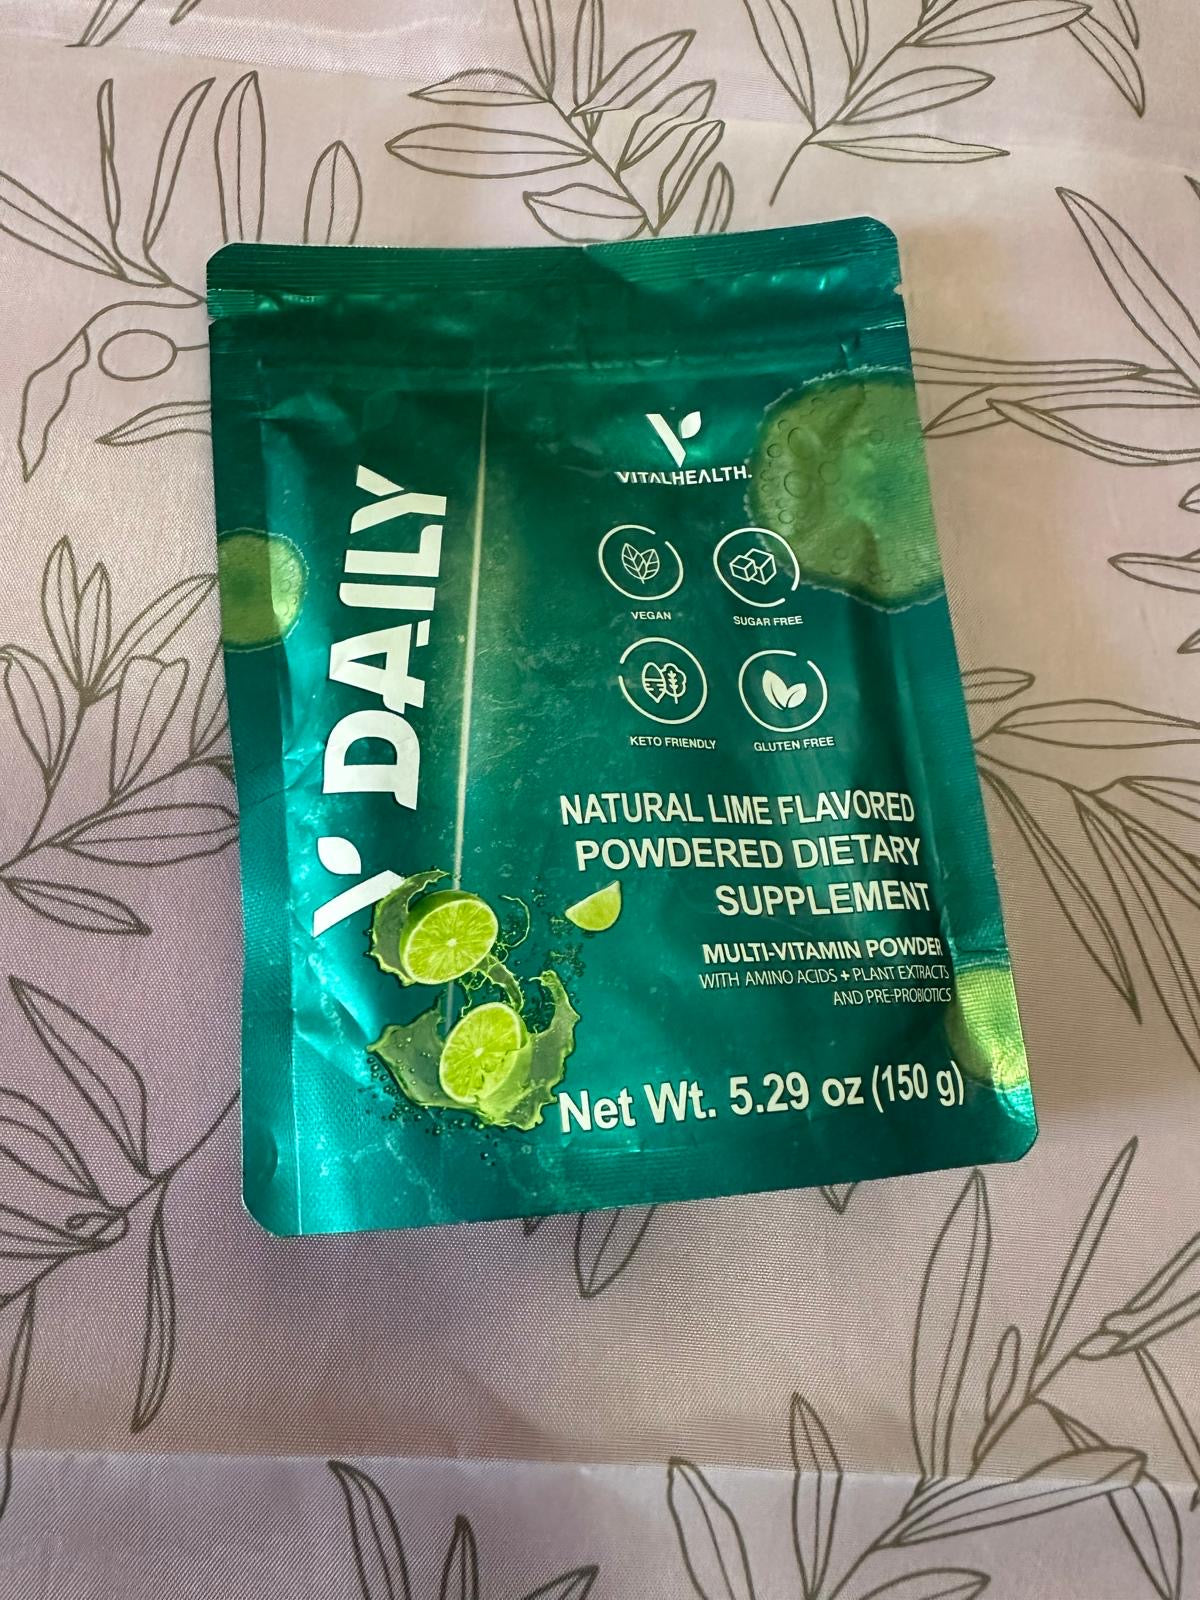 VITALHEALTH.
V DAILY
VEGAN
SUGAR FREE
KETO FRIENDLY
GLUTEN FREE
NATURAL LIME FLAVORED
POWDERED DIETARY
SUPPLEMENT
MULTI-VITAMIN POWDER
WITH AMINO ACIDS + PLANT EXTRACTS
AND PRE-PROBIOTICS
Net Wt. 5.29 oz (150 g)